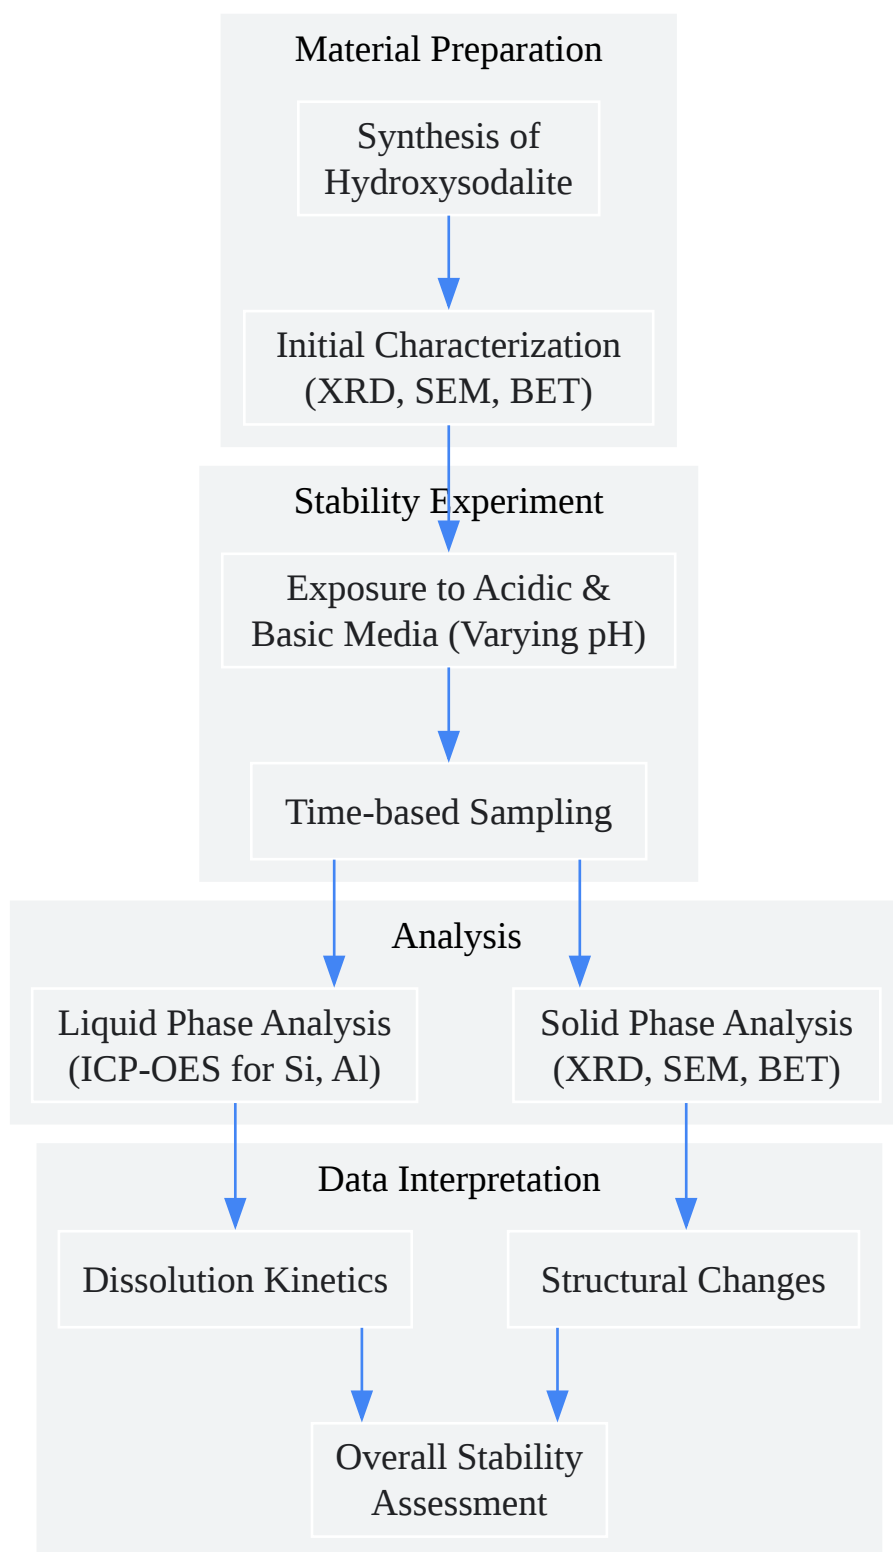 Material Preparation
Synthesis of
Hydroxysodalite
Initial Characterization
(XRD, SEM, BET)
Stability Experiment
Exposure to Acidic &
Basic Media (Varying pH)
Time-based Sampling
Analysis
Liquid Phase Analysis
(ICP-OES for Si, Al)
Solid Phase Analysis
(XRD, SEM, BET)
Data Interpretation
Dissolution Kinetics
Structural Changes
Overall Stability
Assessment